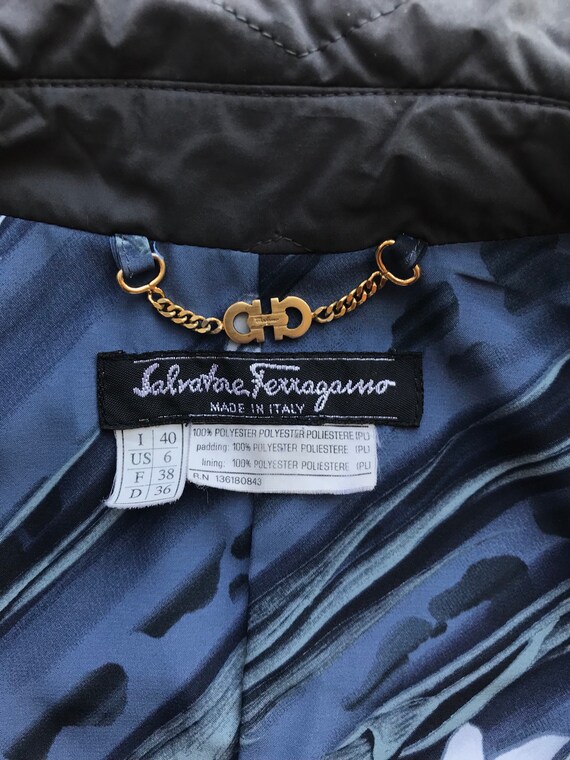 Salvatore Ferragamo
MADE IN ITALY
I 40
US 6
F 38
D 36
100% POLYESTER POLYESTER POLIESTERE (PL)
padding: 100% POLYESTER POLIESTERE (PL)
lining: 100% POLYESTER POLIESTERE (PL)
R.N 136180843